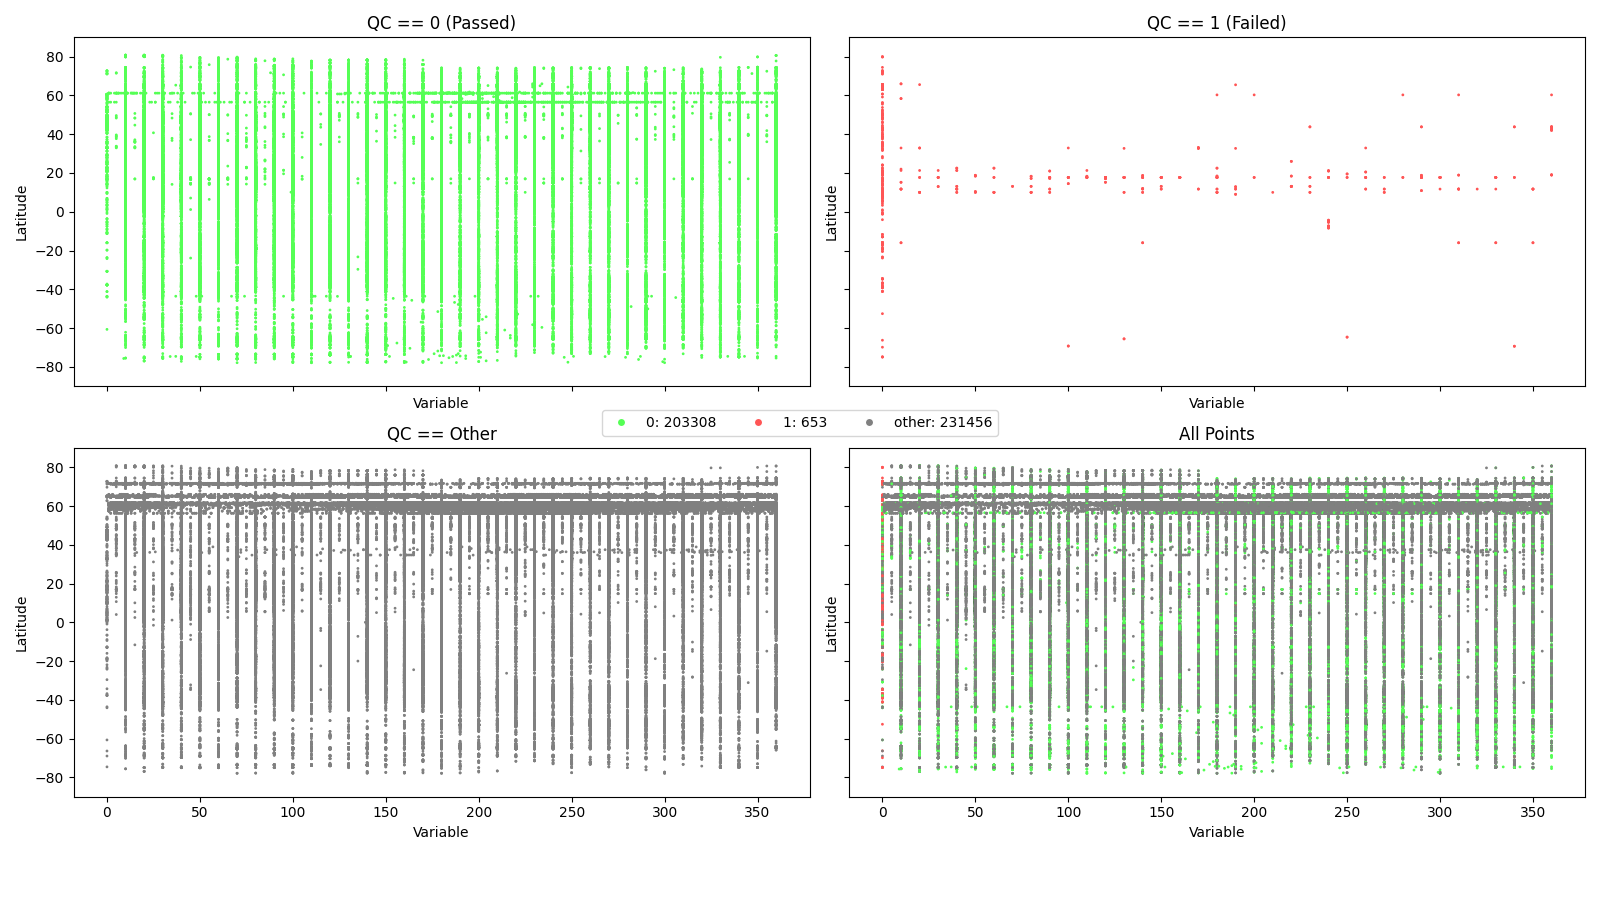 QC == 0 (Passed)
80
60
40
20
0
−20
−40
−60
−80
Latitude
Variable
QC == 1 (Failed)
Latitude
Variable
0: 203308
1: 653
other: 231456
QC == Other
80
60
40
20
0
−20
−40
−60
−80
Latitude
0 50 100 150 200 250 300 350
Variable
All Points
Latitude
0 50 100 150 200 250 300 350
Variable